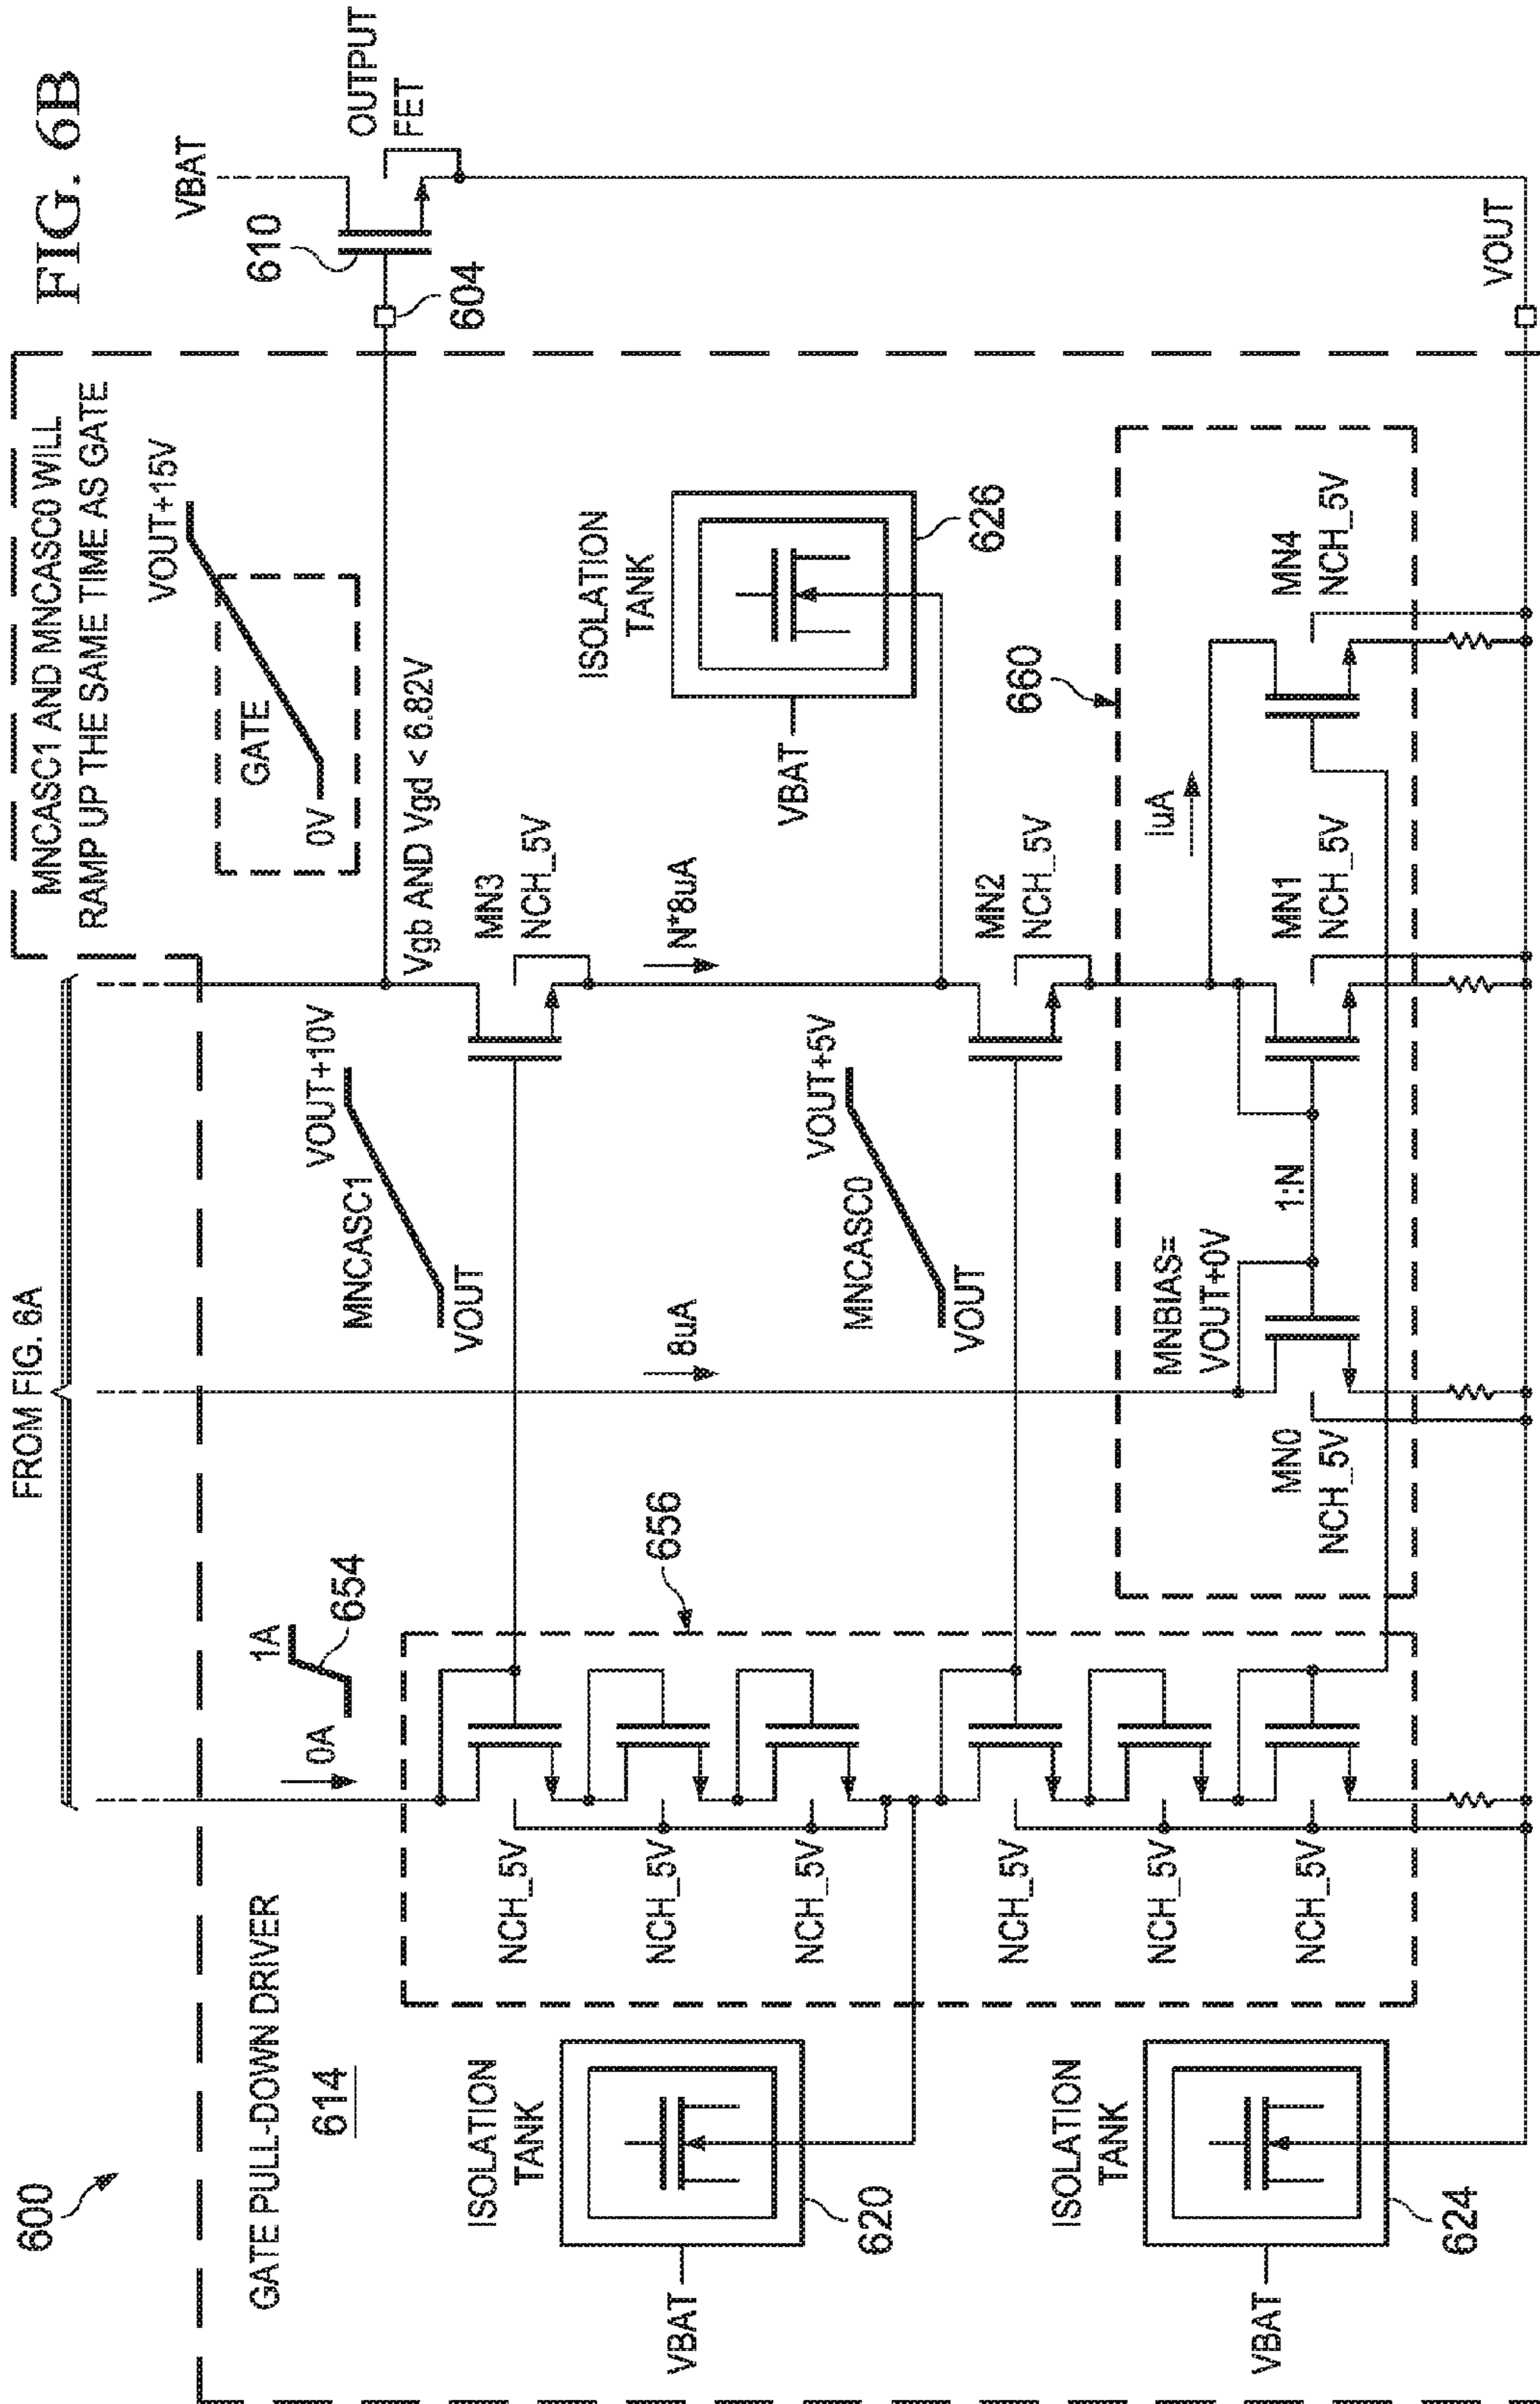 FIG. 6B
600
FROM FIG. 6A
MNCASC1 AND MNCASC0 WILL
RAMP UP THE SAME TIME AS GATE
GATE PULL-DOWN DRIVER
614
0A
1A
654
MNCASC1
VOUT
VOUT+10V
GATE
0V
VOUT+15V
VBAT
610
OUTPUT
FET
604
Vgb AND Vgd < 6.82V
ISOLATION
TANK
VBAT
620
NCH_5V
NCH_5V
NCH_5V
656
8uA
MN3
NCH_5V
N*8uA
ISOLATION
TANK
VBAT
626
MNCASC0
VOUT
VOUT+5V
MN2
NCH_5V
660
ISOLATION
TANK
VBAT
624
NCH_5V
NCH_5V
NCH_5V
MNBIAS=
VOUT+0V
MN0
NCH_5V
1:N
MN1
NCH_5V
iuA
MN4
NCH_5V
VOUT